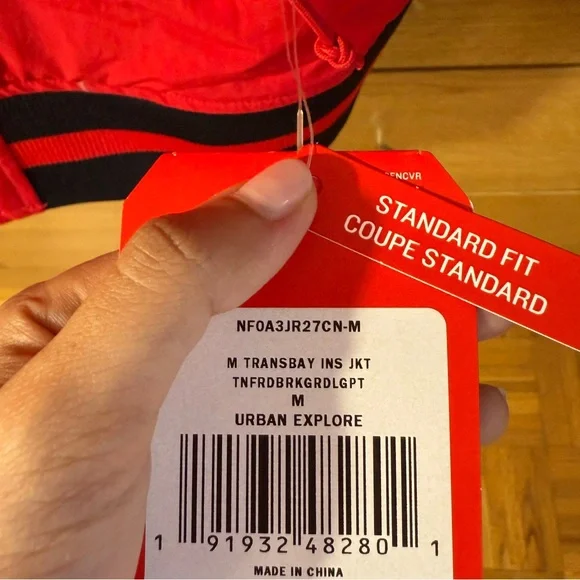 STANDARD FIT
COUPE STANDARD
NF0A3JR27CN-M
M TRANSBAY INS JKT
TNFRDBRKGRDLGPT
M
URBAN EXPLORE
1 91932 48280 1
MADE IN CHINA